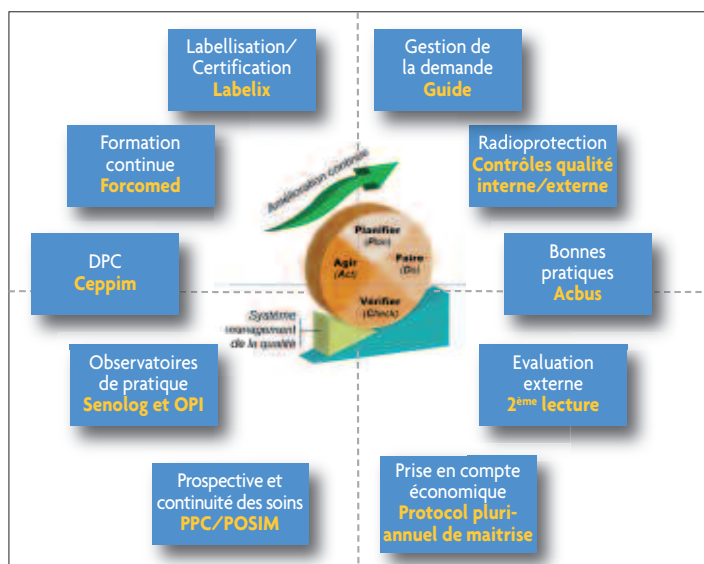 Labellisation/
Certification
Labelix
Gestion de
la demande
Guide
Formation
continue
Forcomed
Radioprotection
Contrôles qualité
interne/externe
Amélioration continue
Planifier
(Plan)
Agir
(Act)
Faire
(Do)
Vérifier
(Check)
DPC
Ceppim
Bonnes
pratiques
Acbus
Système
management
de la qualité
Observatoires
de pratique
Senolog et OPI
Evaluation
externe
2ème lecture
Prospective et
continuité des soins
PPC/POSIM
Prise en compte
économique
Protocol pluri-
annuel de maitrise